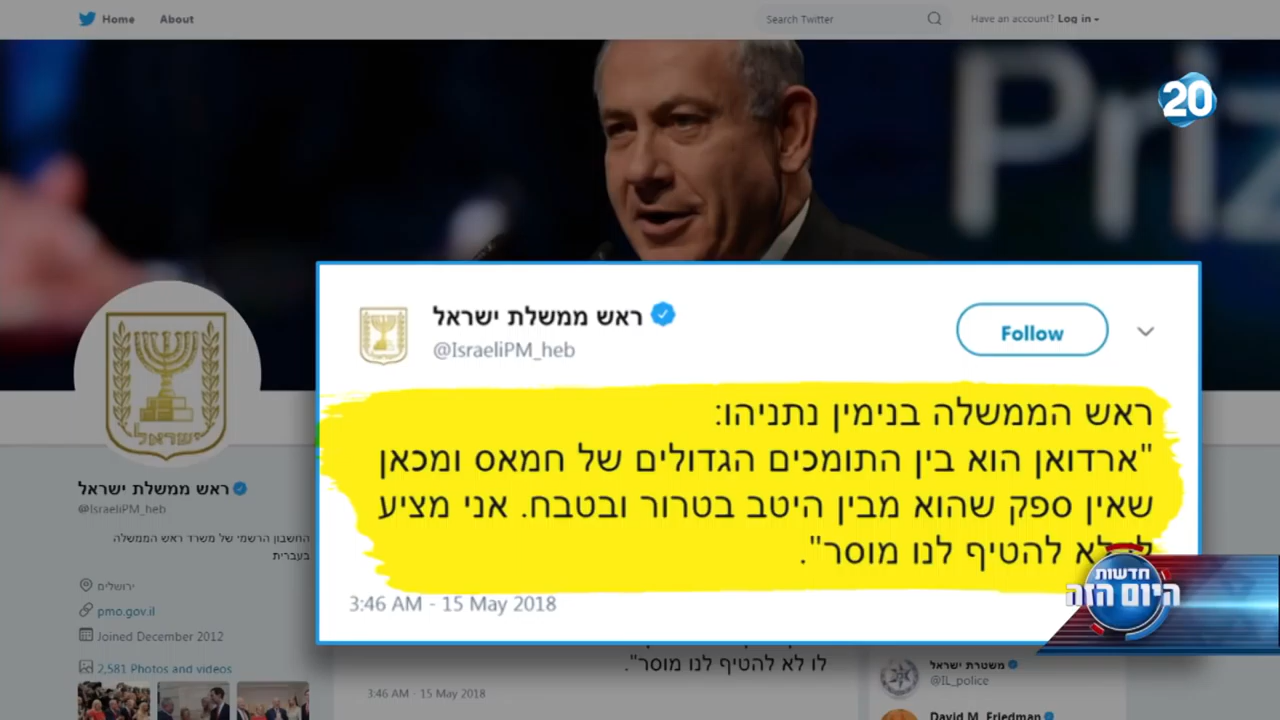 Home About Search Twitter Have an account? Log in
20
Priz
ראש ממשלת ישראל
@IsraeliPM_heb
Follow
ראש הממשלה בנימין נתניהו:
"ארדואן הוא בין התומכים הגדולים של חמאס ומכאן
שאין ספק שהוא מבין היטב בטרור ובטבח. אני מציע
לו לא להטיף לנו מוסר".
3:46 AM - 15 May 2018
חדשות
היום הזה
ישראל
ראש ממשלת ישראל
@IsraeliPM_heb
החשבון הרשמי של משרד ראש הממשלה
בעברית
ירושלים
pmo.gov.il
Joined December 2012
2,581 Photos and videos
לו לא להטיף לנו מוסר".
3:46 AM - 15 May 2018
משטרת ישראל
@IL_police
David M. Friedman